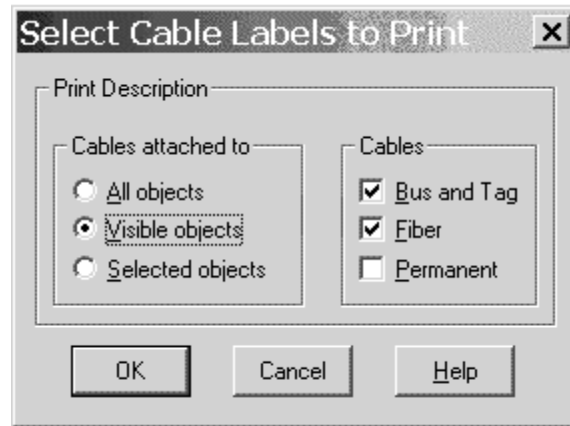 Select Cable Labels to Print
Print Description
Cables attached to
All objects
Visible objects
Selected objects
Cables
Bus and Tag
Fiber
Permanent
OK Cancel Help